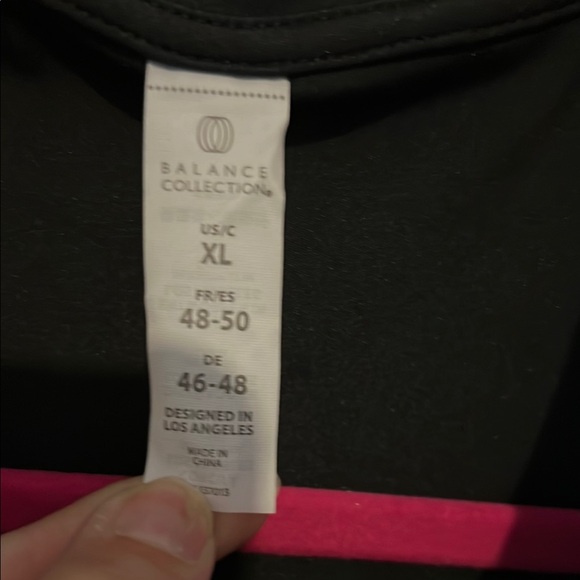 BALANCE
COLLECTION®
US/C
XL
FR/ES
48-50
DE
46-48
DESIGNED IN
LOS ANGELES
MADE IN
CHINA